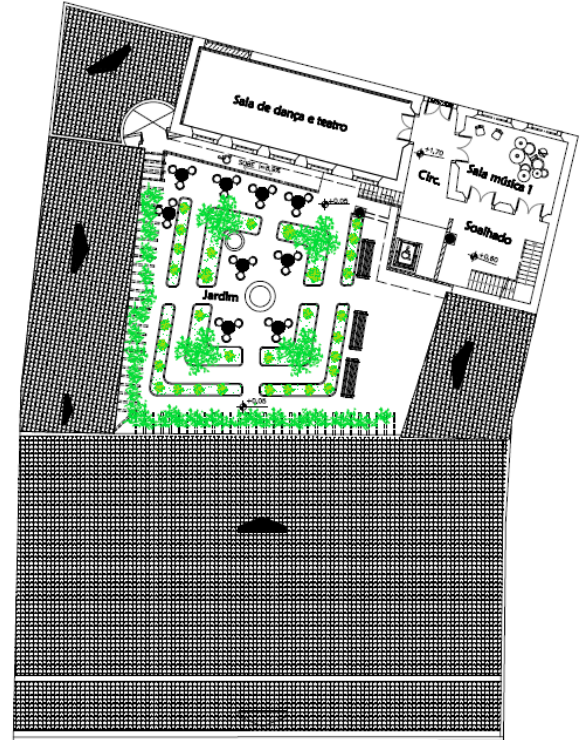 Sala de dança e teatro
+1,70
Sala música 1
Circ.
Soalhado
+0,05
+0,60
Jardim
+0,05